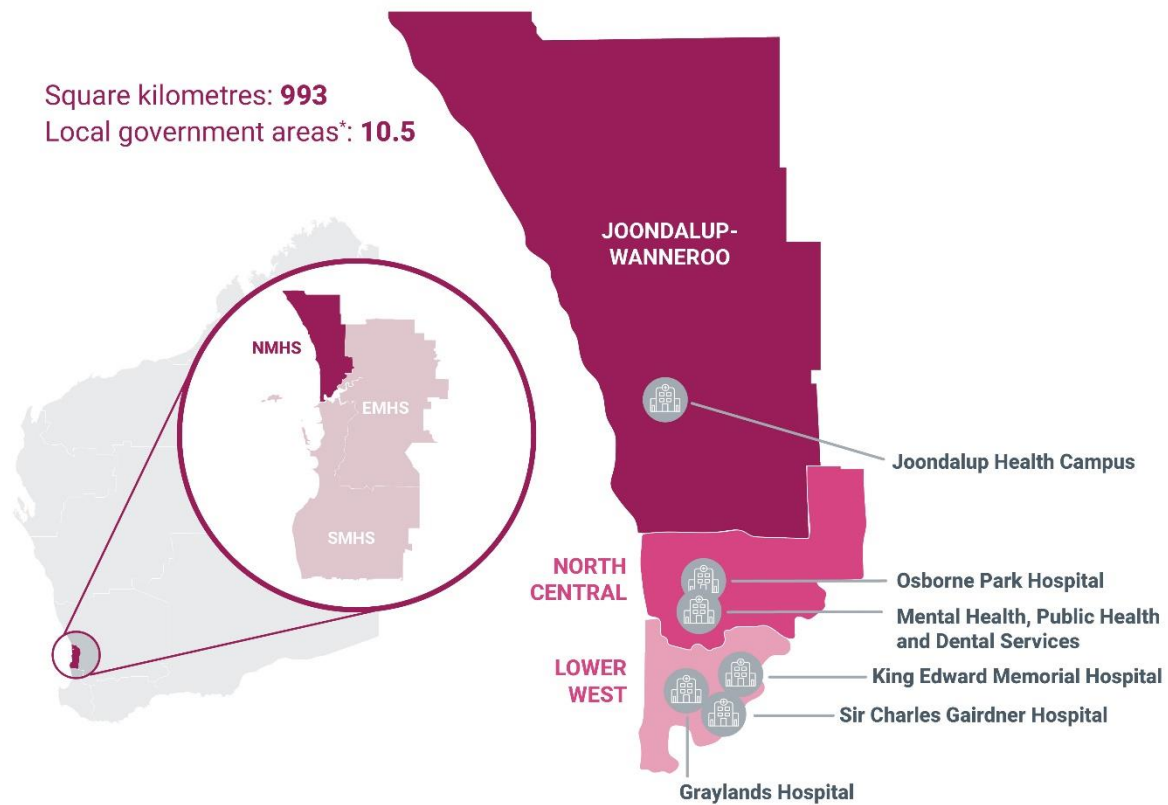 Square kilometres: 993
Local government areas*: 10.5
JOONDALUP-
WANNEROO
NMHS
EMHS
SMHS
Joondalup Health Campus
NORTH
CENTRAL
Osborne Park Hospital
Mental Health, Public Health
and Dental Services
LOWER
WEST
King Edward Memorial Hospital
Sir Charles Gairdner Hospital
Graylands Hospital